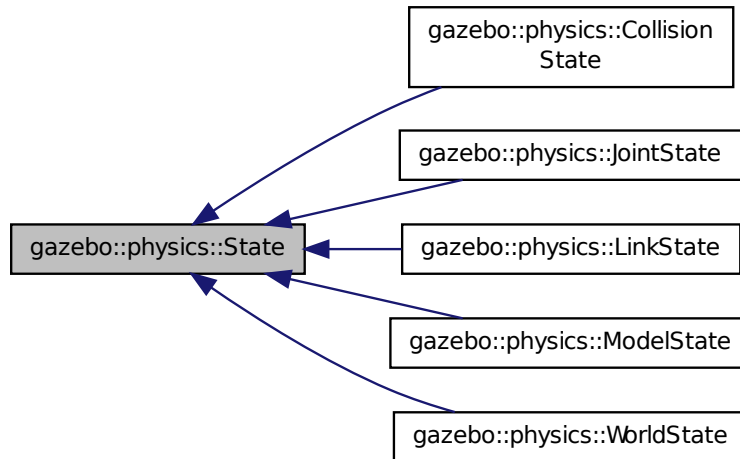 gazebo::physics::Collision
State
gazebo::physics::JointState
gazebo::physics::State
gazebo::physics::LinkState
gazebo::physics::ModelState
gazebo::physics::WorldState